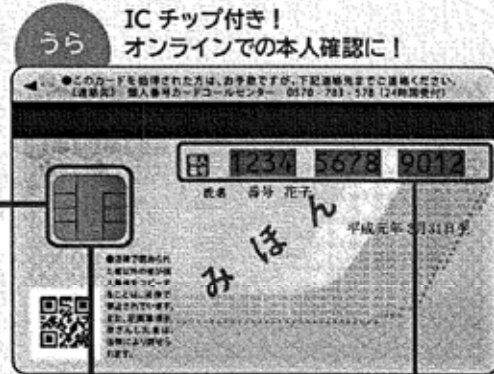 うら
IC チップ付き!
オンラインでの本人確認に!
●このカードを拾得された方は、お手数ですが、下記連絡先までご連絡ください。
《連絡先》 個人番号カードコールセンター 0570-783-578（24時間受付）
1234 5678 9012
氏名 番号 花子
平成元年3月31日生
みほん